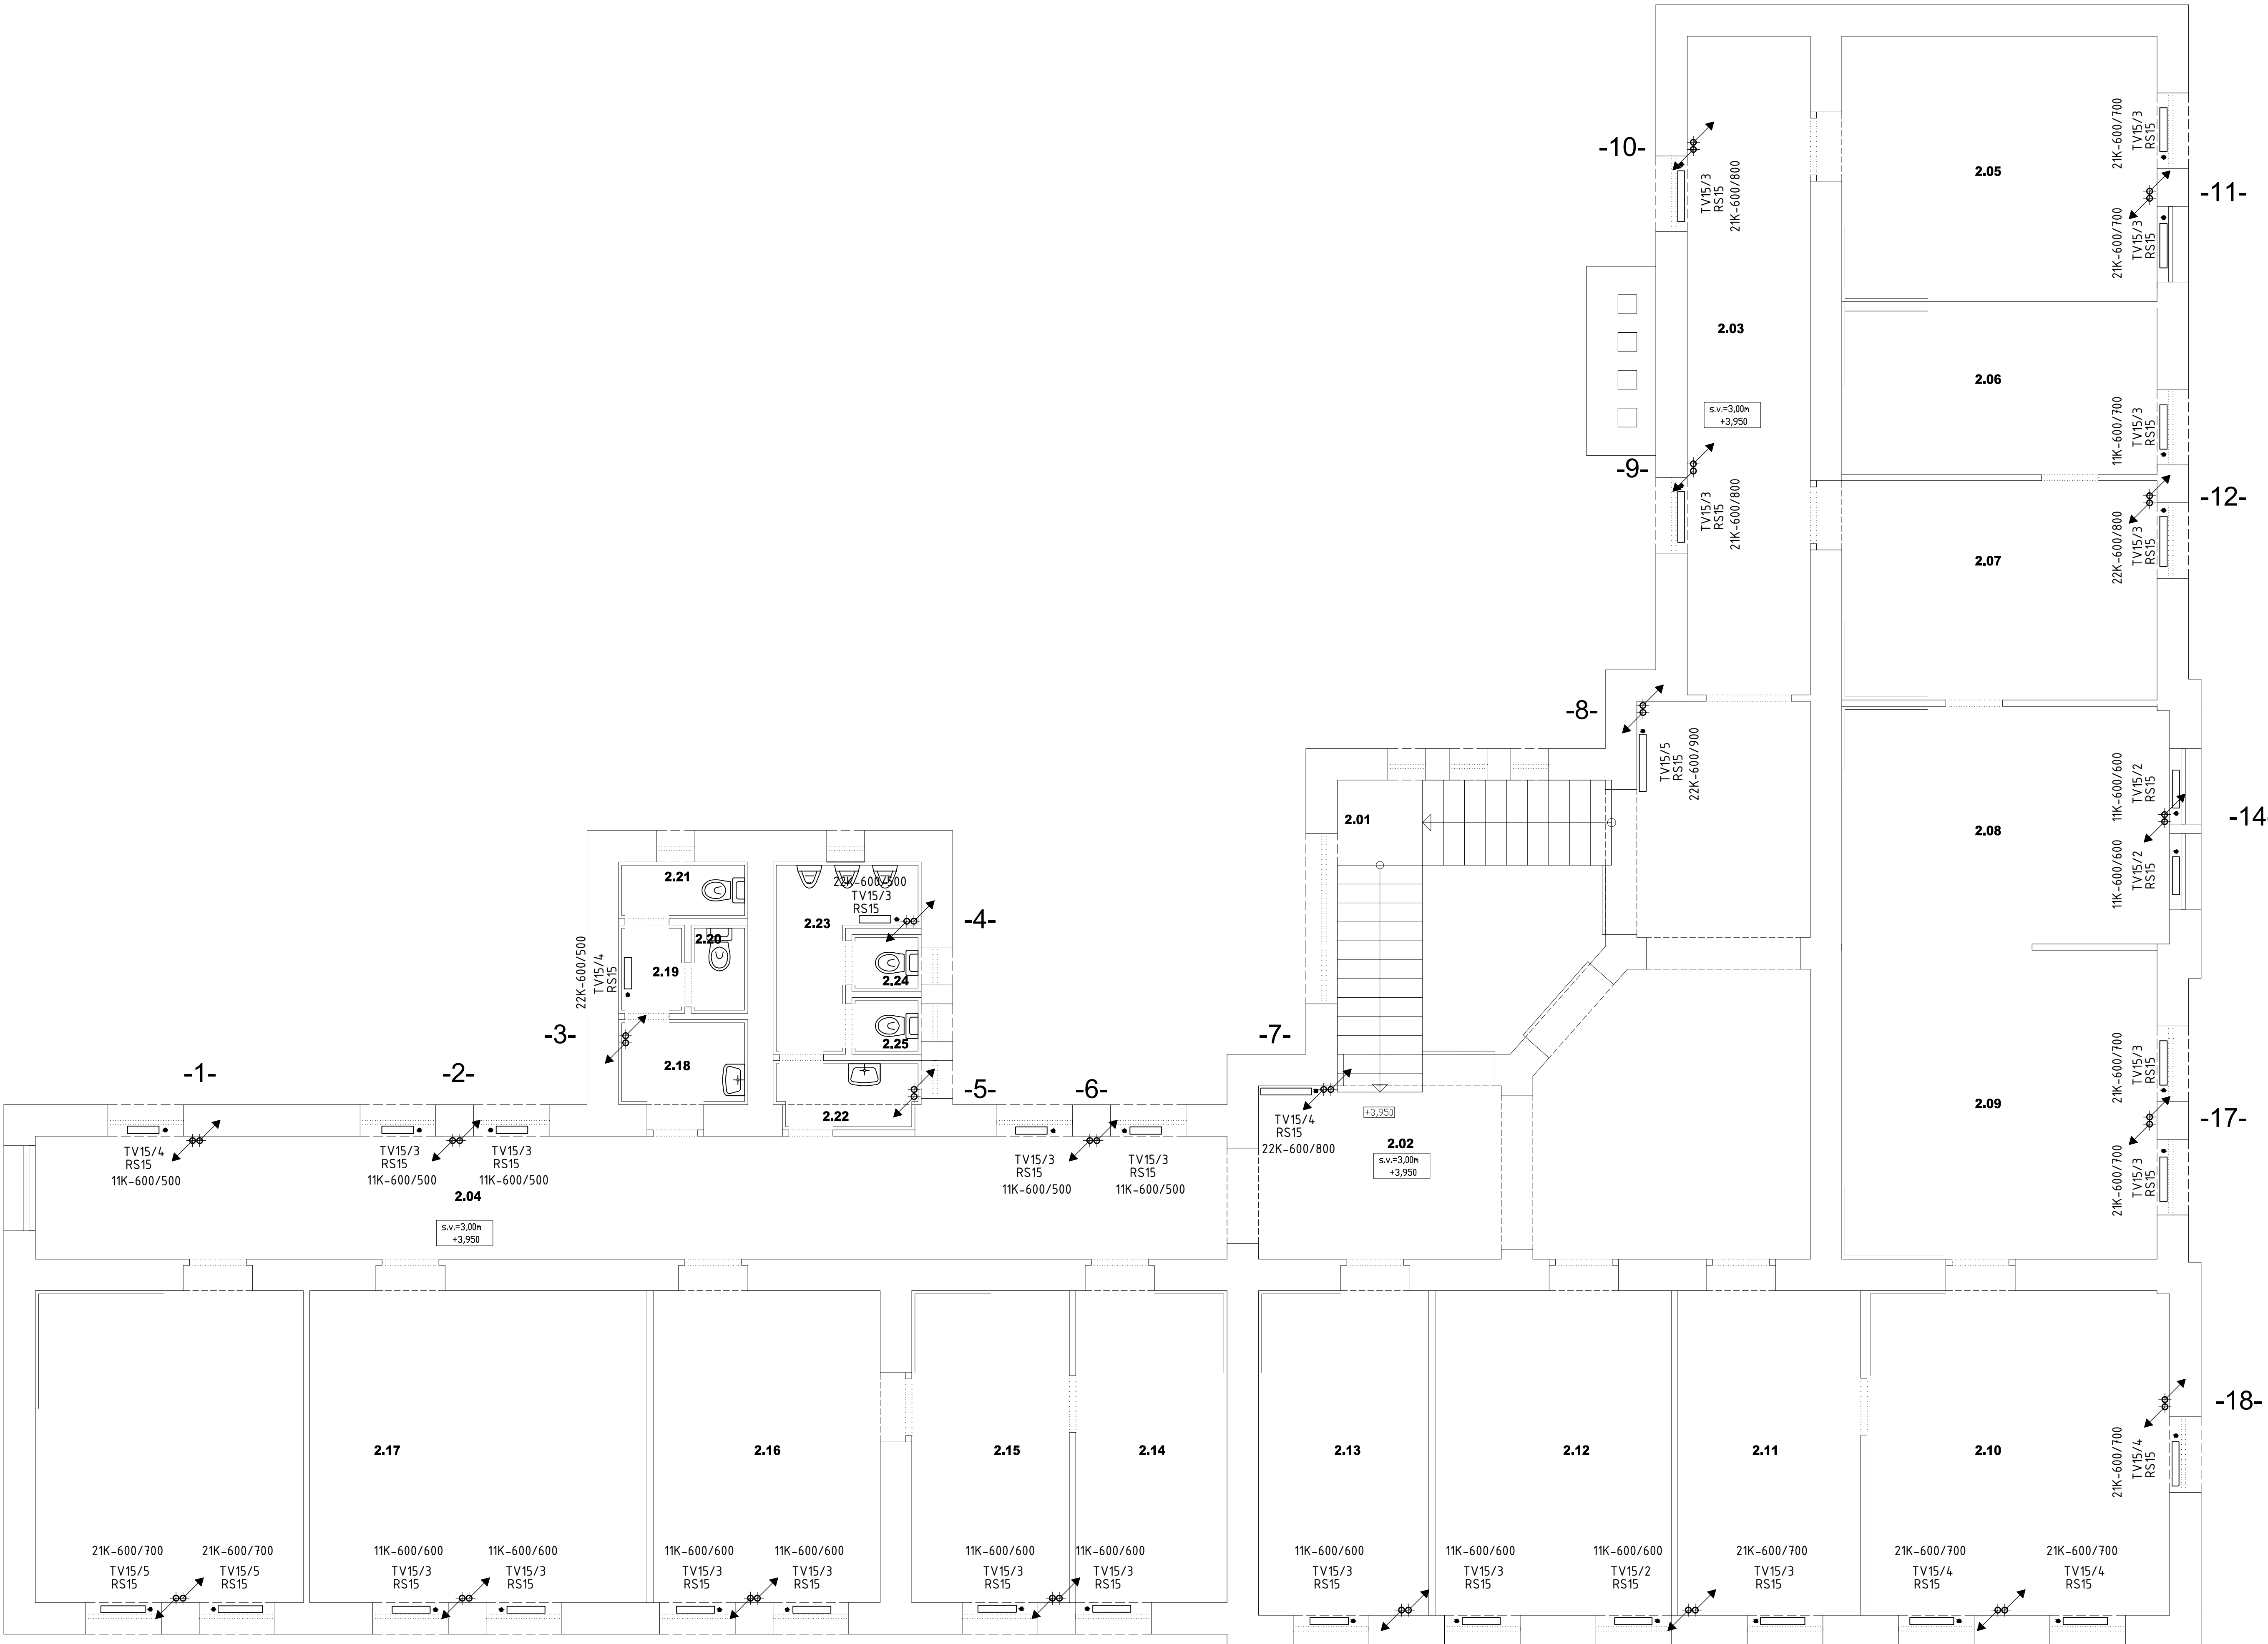 -10-
TV15/3
RS15
21K-600/800
2.05
21K-600/700
TV15/3
RS15
-11-
21K-600/700
TV15/3
RS15
2.03
s.v.=3,00m
+3,950
2.06
11K-600/700
TV15/3
RS15
-9-
TV15/3
RS15
21K-600/800
-12-
22K-600/800
TV15/3
RS15
2.07
-8-
TV15/5
RS15
22K-600/900
2.01
11K-600/600
TV15/2
RS15
-14-
2.08
11K-600/600
TV15/2
RS15
2.21
22K-600/500
TV15/3
RS15
2.23
-4-
2.20
2.19
22K-600/500
TV15/4
RS15
2.24
-3-
2.25
2.18
-7-
-1-
-2-
-5-
-6-
2.22
TV15/4
RS15
11K-600/500
TV15/3
RS15
11K-600/500
TV15/3
RS15
11K-600/500
2.04
s.v.=3,00m
+3,950
TV15/3
RS15
11K-600/500
TV15/3
RS15
11K-600/500
TV15/4
RS15
22K-600/800
+3,950
2.02
s.v.=3,00m
+3,950
2.09
21K-600/700
TV15/3
RS15
-17-
21K-600/700
TV15/3
RS15
-18-
21K-600/700
TV15/4
RS15
2.17
2.16
2.15
2.14
2.13
2.12
2.11
2.10
21K-600/700
TV15/5
RS15
21K-600/700
TV15/5
RS15
11K-600/600
TV15/3
RS15
11K-600/600
TV15/3
RS15
11K-600/600
TV15/3
RS15
11K-600/600
TV15/3
RS15
11K-600/600
TV15/3
RS15
11K-600/600
TV15/3
RS15
11K-600/600
TV15/3
RS15
11K-600/600
TV15/3
RS15
11K-600/600
TV15/2
RS15
21K-600/700
TV15/3
RS15
21K-600/700
TV15/4
RS15
21K-600/700
TV15/4
RS15